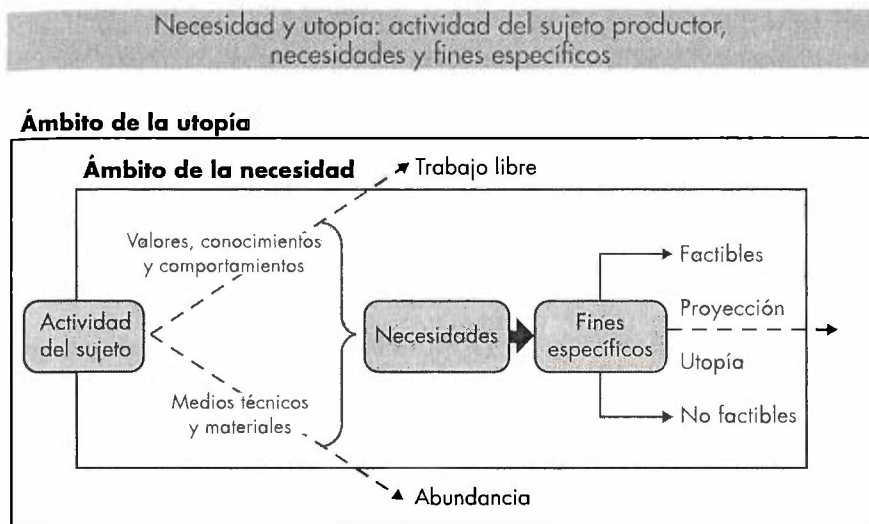 Necesidad y utopía: actividad del sujeto productor,
necesidades y fines específicos
Ámbito de la utopía
Ámbito de la necesidad
Trabajo libre
Valores, conocimientos
y comportamientos
Factibles
Actividad
del sujeto
Necesidades
Fines
específicos
Proyección
Utopía
Medios técnicos
y materiales
No factibles
Abundancia